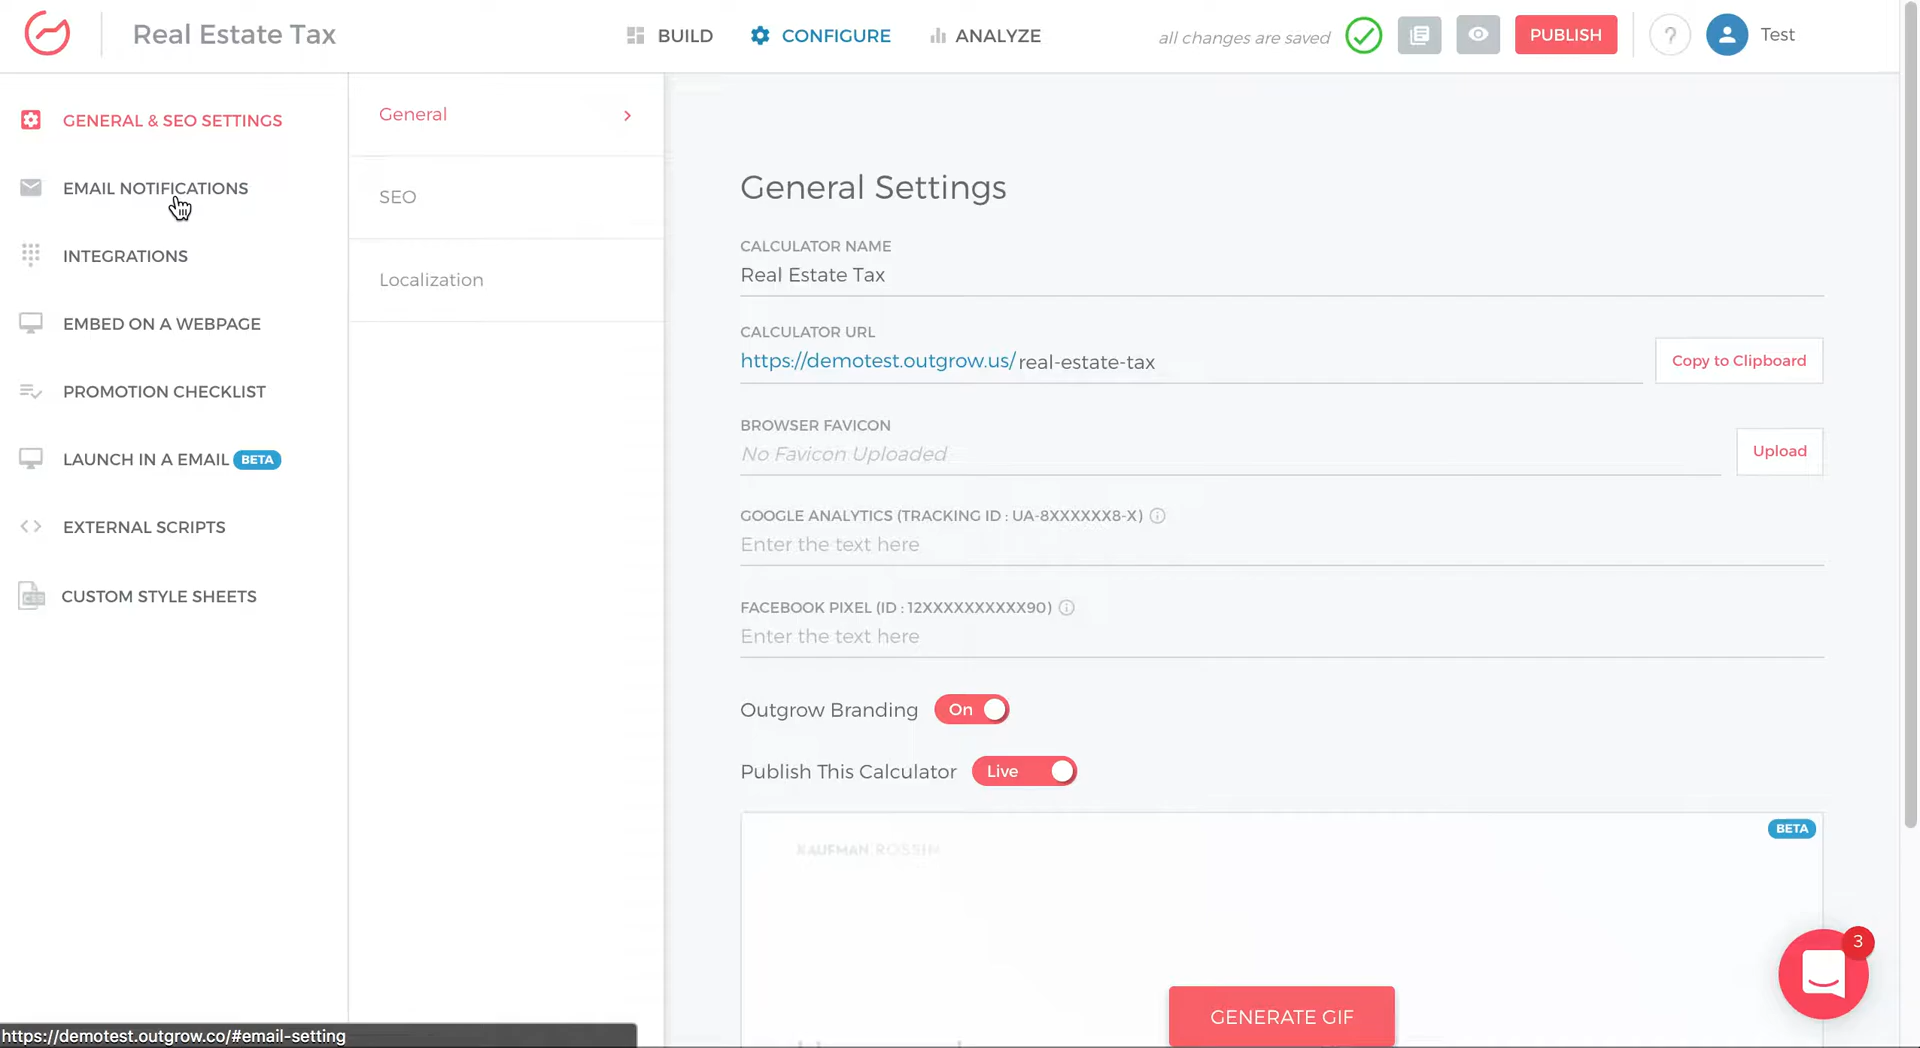 Real Estate Tax
BUILD
CONFIGURE
ANALYZE
all changes are saved
PUBLISH
?
Test
GENERAL & SEO SETTINGS
EMAIL NOTIFICATIONS
INTEGRATIONS
EMBED ON A WEBPAGE
PROMOTION CHECKLIST
LAUNCH IN A EMAIL BETA
EXTERNAL SCRIPTS
CUSTOM STYLE SHEETS
General
SEO
Localization
General Settings
CALCULATOR NAME
Real Estate Tax
CALCULATOR URL
https://demotest.outgrow.us/ real-estate-tax
Copy to Clipboard
BROWSER FAVICON
No Favicon Uploaded
Upload
GOOGLE ANALYTICS (TRACKING ID : UA-8XXXXXX8-X)
Enter the text here
FACEBOOK PIXEL (ID : 12XXXXXXXXXX90)
Enter the text here
Outgrow Branding On
Publish This Calculator Live
BETA
KAUFMAN ROSSIN
GENERATE GIF
3
https://demotest.outgrow.co/#email-setting